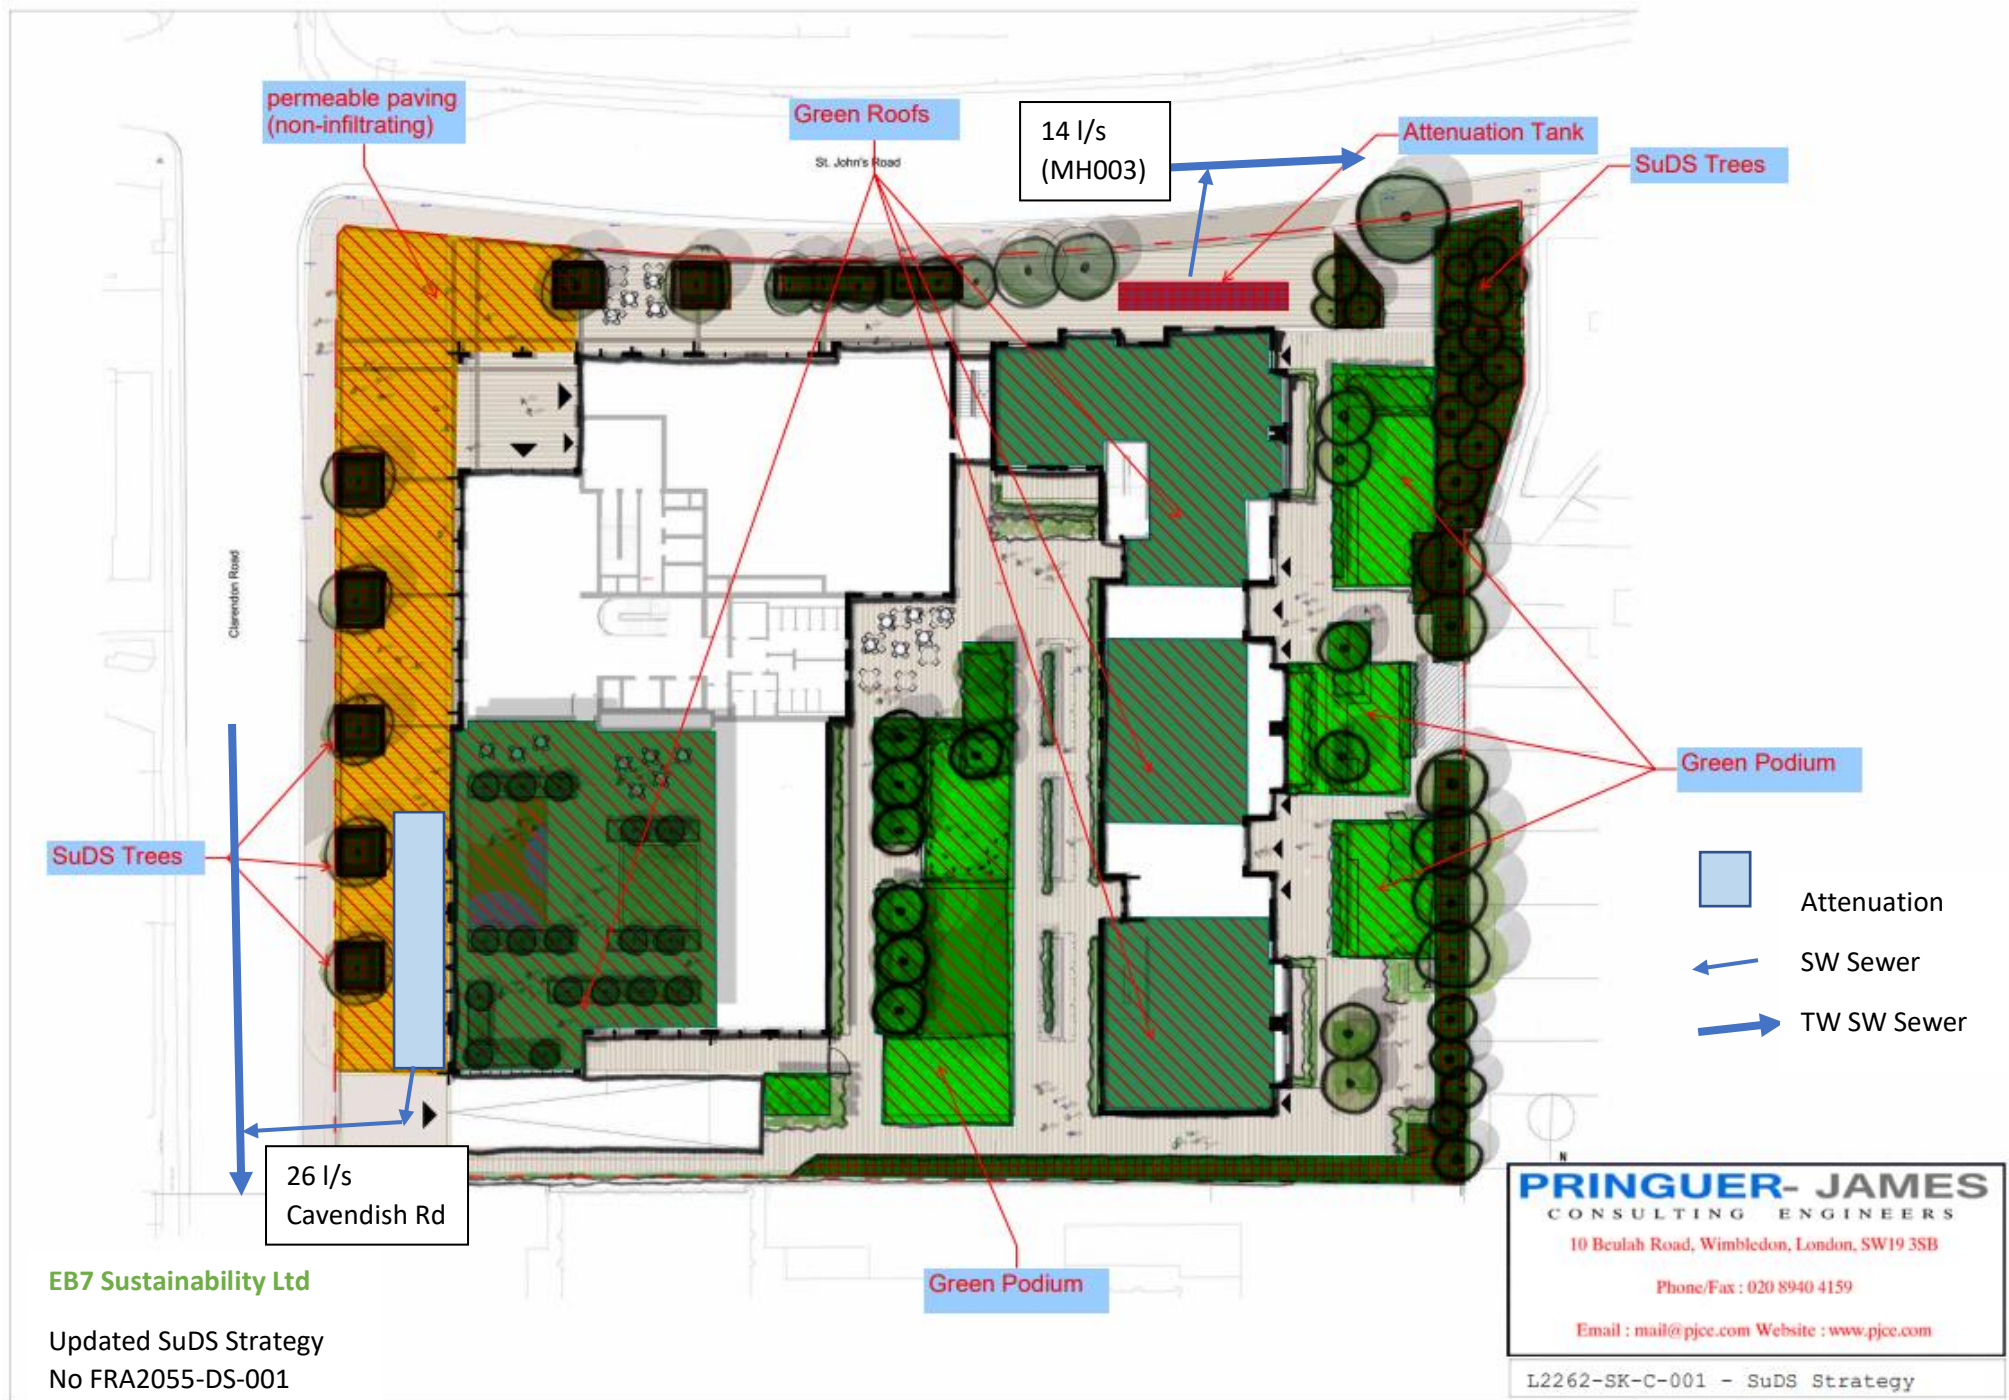 permeable paving
(non-infiltrating)
Green Roofs
St. John's Road
14 l/s
(MH003)
Attenuation Tank
SuDS Trees
Clarendon Road
SuDS Trees
Green Podium
Attenuation
SW Sewer
TW SW Sewer
26 l/s
Cavendish Rd
Green Podium
N
EB7 Sustainability Ltd
Updated SuDS Strategy
No FRA2055-DS-001
PRINGUER- JAMES
CONSULTING ENGINEERS
10 Beulah Road, Wimbledon, London, SW19 3SB
Phone/Fax : 020 8940 4159
Email : mail@pjce.com Website : www.pjce.com
L2262-SK-C-001 - SuDS Strategy